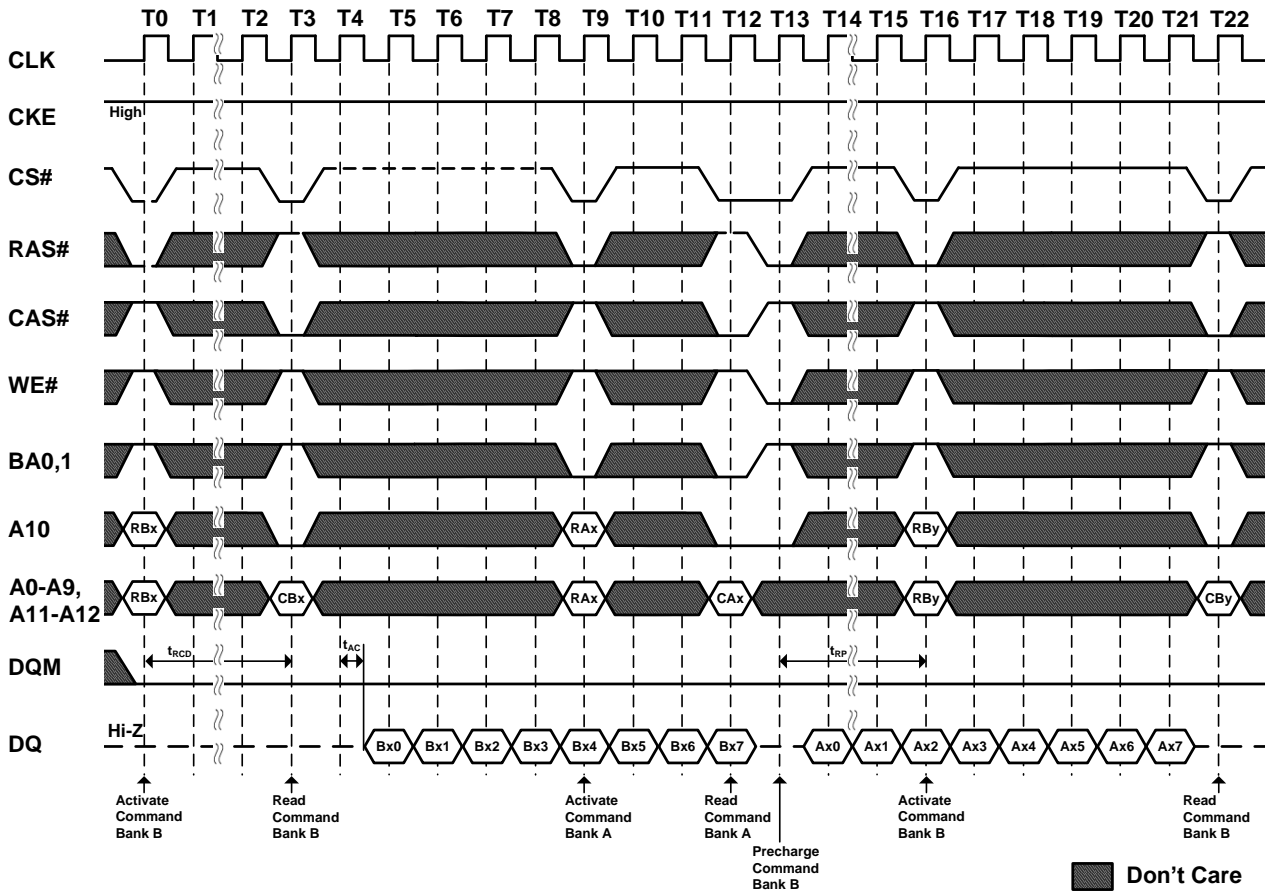 T0 T1 T2 T3 T4 T5 T6 T7 T8 T9 T10 T11 T12 T13 T14 T15 T16 T17 T18 T19 T20 T21 T22
CLK
CKE
High
CS#
RAS#
CAS#
WE#
BA0,1
A10
RBx RAx RBy
A0-A9,
A11-A12
RBx CBx RAx CAx RBy CBy
DQM
tRCD tAC tRP
DQ
Hi-Z
Bx0 Bx1 Bx2 Bx3 Bx4 Bx5 Bx6 Bx7 Ax0 Ax1 Ax2 Ax3 Ax4 Ax5 Ax6 Ax7
Activate
Command
Bank B
Read
Command
Bank B
Activate
Command
Bank A
Read
Command
Bank A
Precharge
Command
Bank B
Activate
Command
Bank B
Read
Command
Bank B
Don't Care